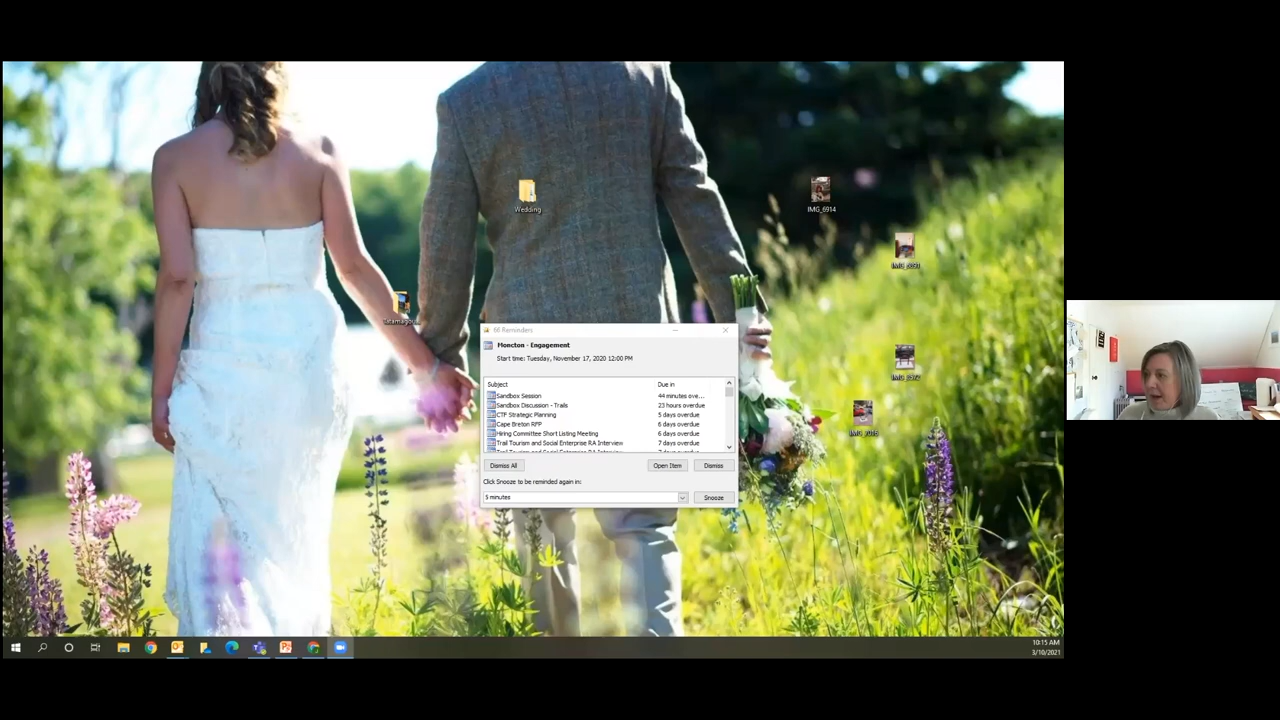 Wedding
IMG_6914
66 Reminders
Moncton - Engagement
Start time: Tuesday, November 17, 2020 12:00 PM
Subject Due in
Sandbox Session 44 minutes ove...
Sandbox Discussion - Trails 23 hours overdue
CTF Strategic Planning 5 days overdue
Cape Breton RFP 6 days overdue
Hiring Committee Short Listing Meeting 6 days overdue
Trail Tourism and Social Enterprise RA Interview 7 days overdue
Dismiss All Open Item Dismiss
Click Snooze to be reminded again in:
5 minutes Snooze
10:15 AM
3/10/2021